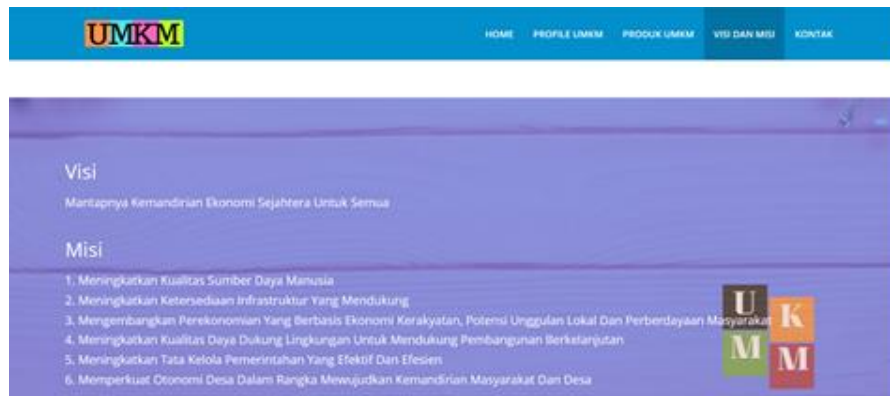 UMKM
HOME PROFILE UMKM PRODUK UMKM VISI DAN MISI KONTAK
Visi
Mantapnya Kemandirian Ekonomi Sejahtera Untuk Semua
Misi
1. Meningkatkan Kualitas Sumber Daya Manusia
2. Meningkatkan Ketersediaan Infrastruktur Yang Mendukung
3. Mengembangkan Perekonomian Yang Berbasis Ekonomi Kerakyatan, Potensi Unggulan Lokal Dan Perberdayaan Masyarakat
4. Meningkatkan Kualitas Daya Dukung Lingkungan Untuk Mendukung Pembangunan Berkelanjutan
5. Meningkatkan Tata Kelola Pemerintahan Yang Efektif Dan Efesien
6. Memperkuat Otonomi Desa Dalam Rangka Mewujudkan Kemandirian Masyarakat Dan Desa
U K
M M